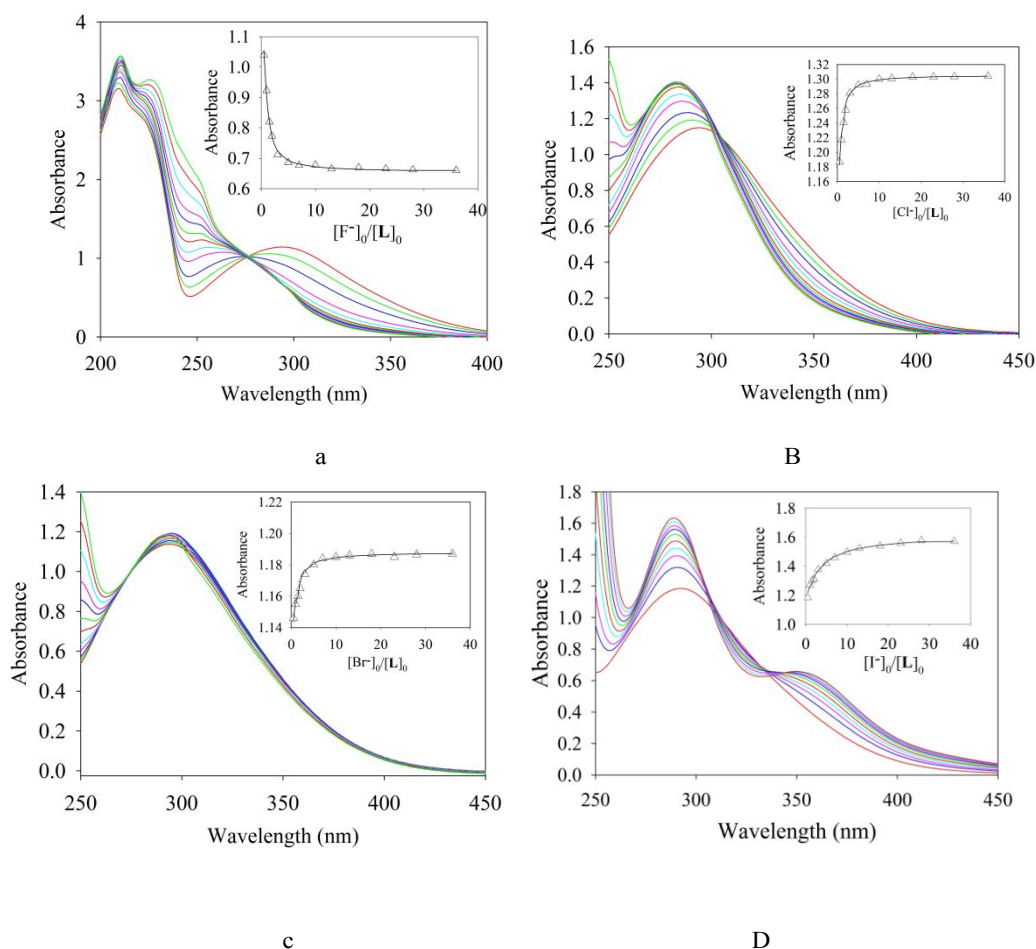 4
3
2
1
0
Absorbance
200 250 300 350 400
Wavelength (nm)
1.1
1.0
0.9
0.8
0.7
0.6
Absorbance
0 10 20 30 40
[F-]0/[L]0
a
1.6
1.4
1.2
1.0
0.8
0.6
0.4
0.2
0.0
Absorbance
250 300 350 400 450
Wavelength (nm)
1.32
1.30
1.28
1.26
1.24
1.22
1.20
1.18
1.16
Absorbance
0 10 20 30 40
[Cl-]0/[L]0
B
1.4
1.2
1.0
0.8
0.6
0.4
0.2
0.0
Absorbance
250 300 350 400 450
Wavelength (nm)
1.22
1.20
1.18
1.16
1.14
Absorbance
0 10 20 30 40
[Br-]0/[L]0
c
1.8
1.6
1.4
1.2
1.0
0.8
0.6
0.4
0.2
0.0
Absorbance
250 300 350 400 450
Wavelength (nm)
1.8
1.6
1.4
1.2
1.0
Absorbance
0 10 20 30 40
[I-]0/[L]0
D